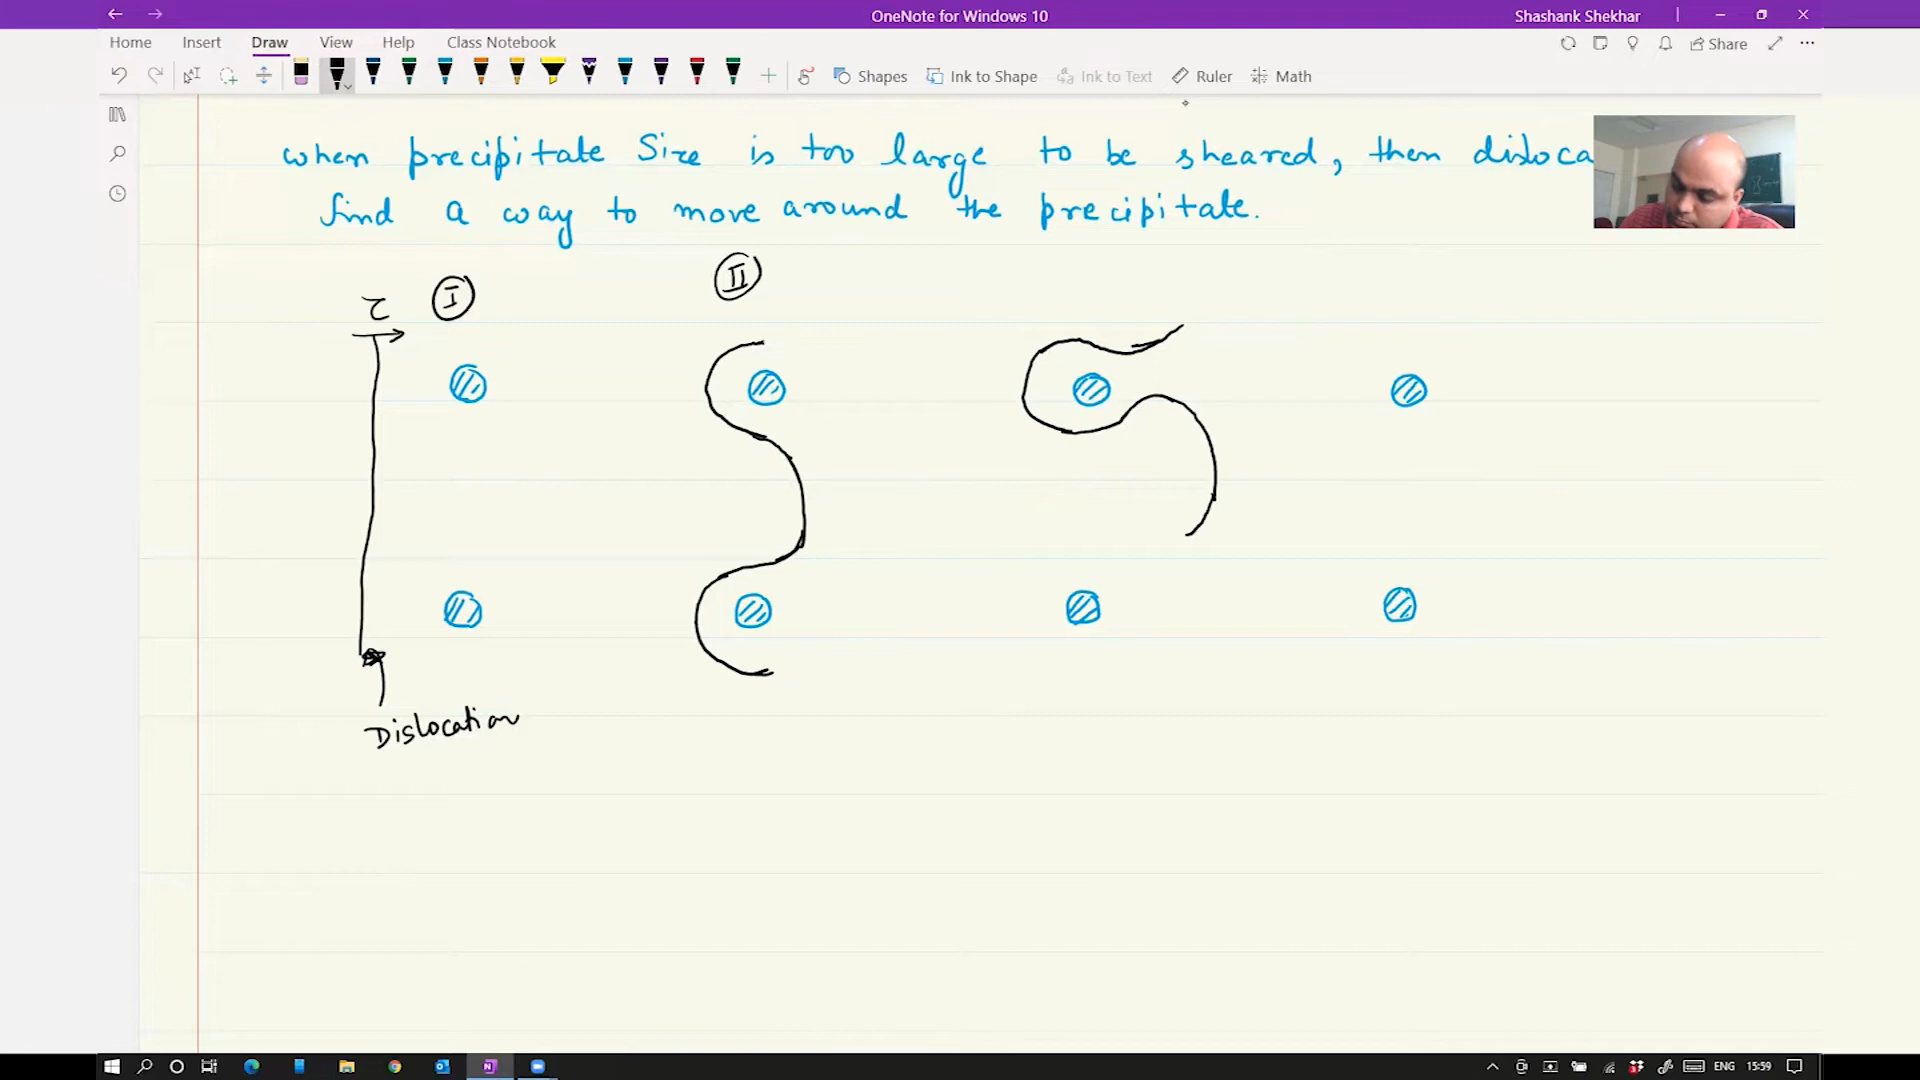 OneNote for Windows 10
Shashank Shekhar
Home Insert Draw View Help Class Notebook
Share
Shapes Ink to Shape Ink to Text Ruler Math
when precipitate Size is too large to be sheared, then disloca
find a way to move around the precipitate.
τ I II
Dislocation
ENG 15:59